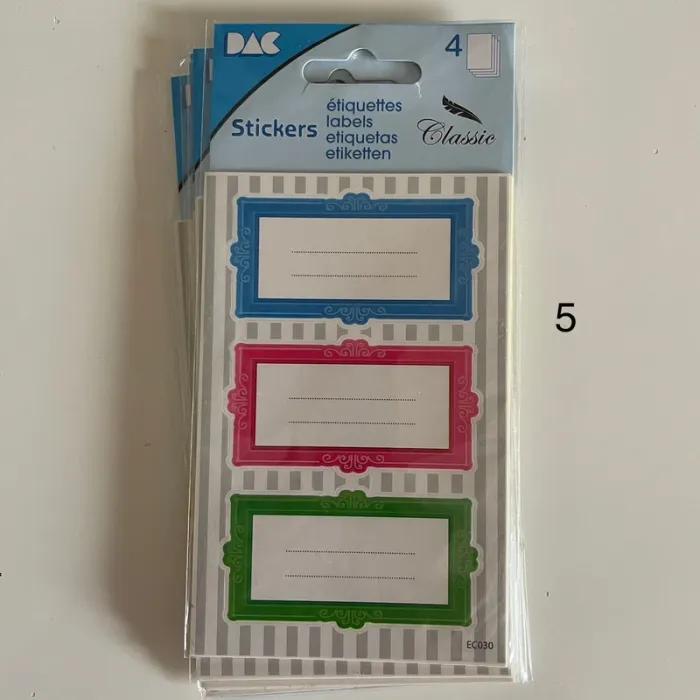 DAC
4
Stickers
étiquettes
labels
etiquetas
etiketten
Classic
5
EC030